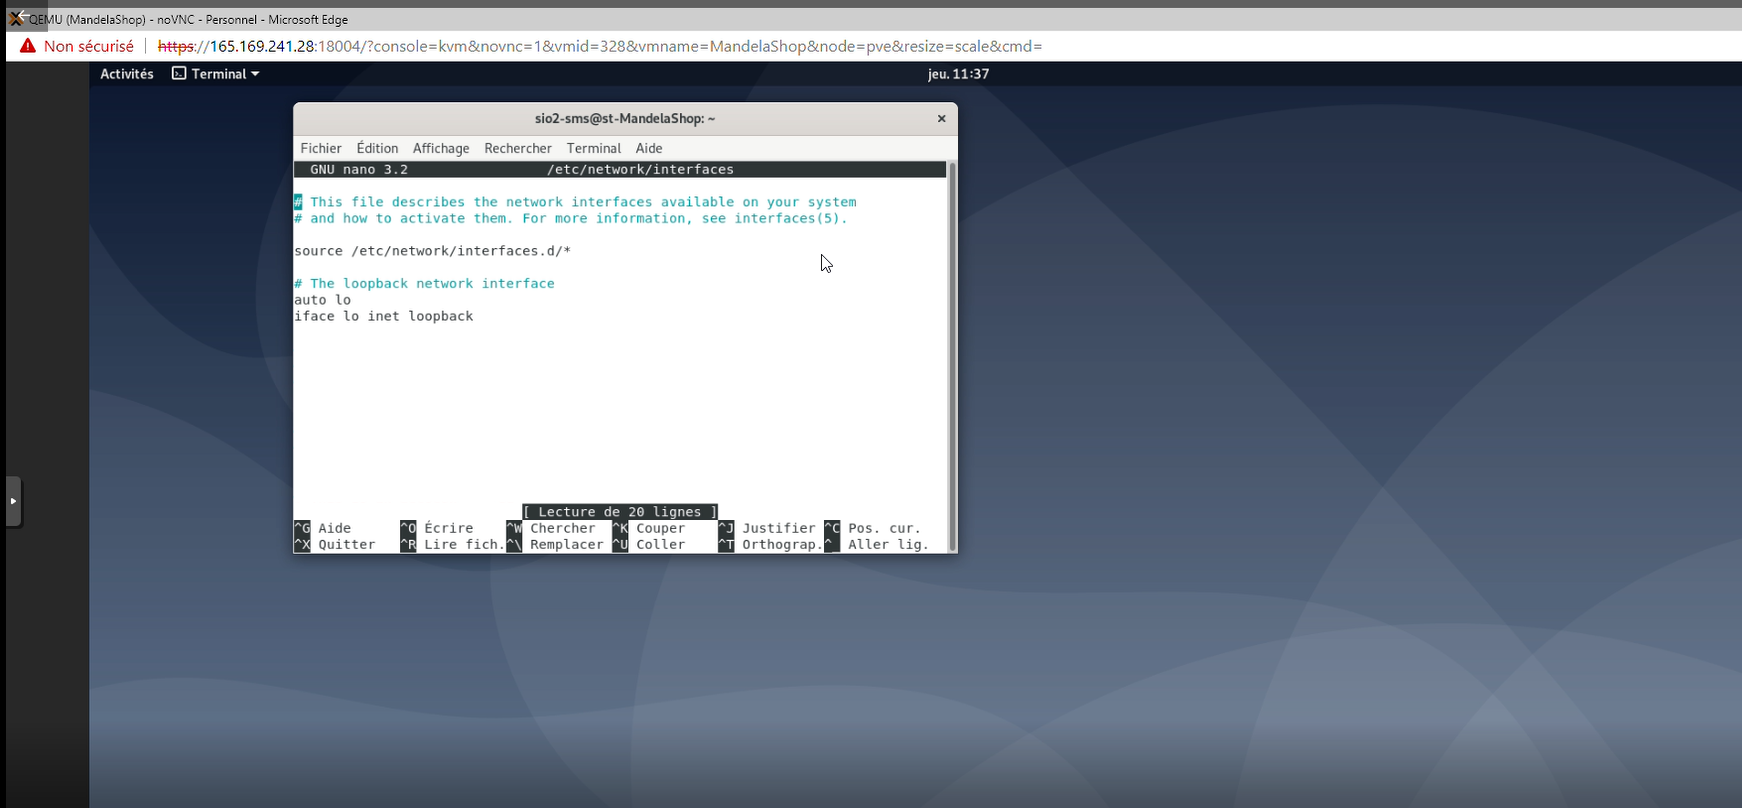 QEMU (MandelaShop) - noVNC - Personnel - Microsoft Edge
Non sécurisé | https://165.169.241.28:18004/?console=kvm&novnc=1&vmid=328&vmname=MandelaShop&node=pve&resize=scale&cmd=
Activités Terminal jeu. 11:37
sio2-sms@st-MandelaShop: ~ ×
Fichier Édition Affichage Rechercher Terminal Aide
GNU nano 3.2 /etc/network/interfaces
# This file describes the network interfaces available on your system
# and how to activate them. For more information, see interfaces(5).
source /etc/network/interfaces.d/*
# The loopback network interface
auto lo
iface lo inet loopback
[ Lecture de 20 lignes ]
^G Aide ^O Écrire ^W Chercher ^K Couper ^J Justifier ^C Pos. cur.
^X Quitter ^R Lire fich. ^\ Remplacer ^U Coller ^T Orthograp. ^_ Aller lig.